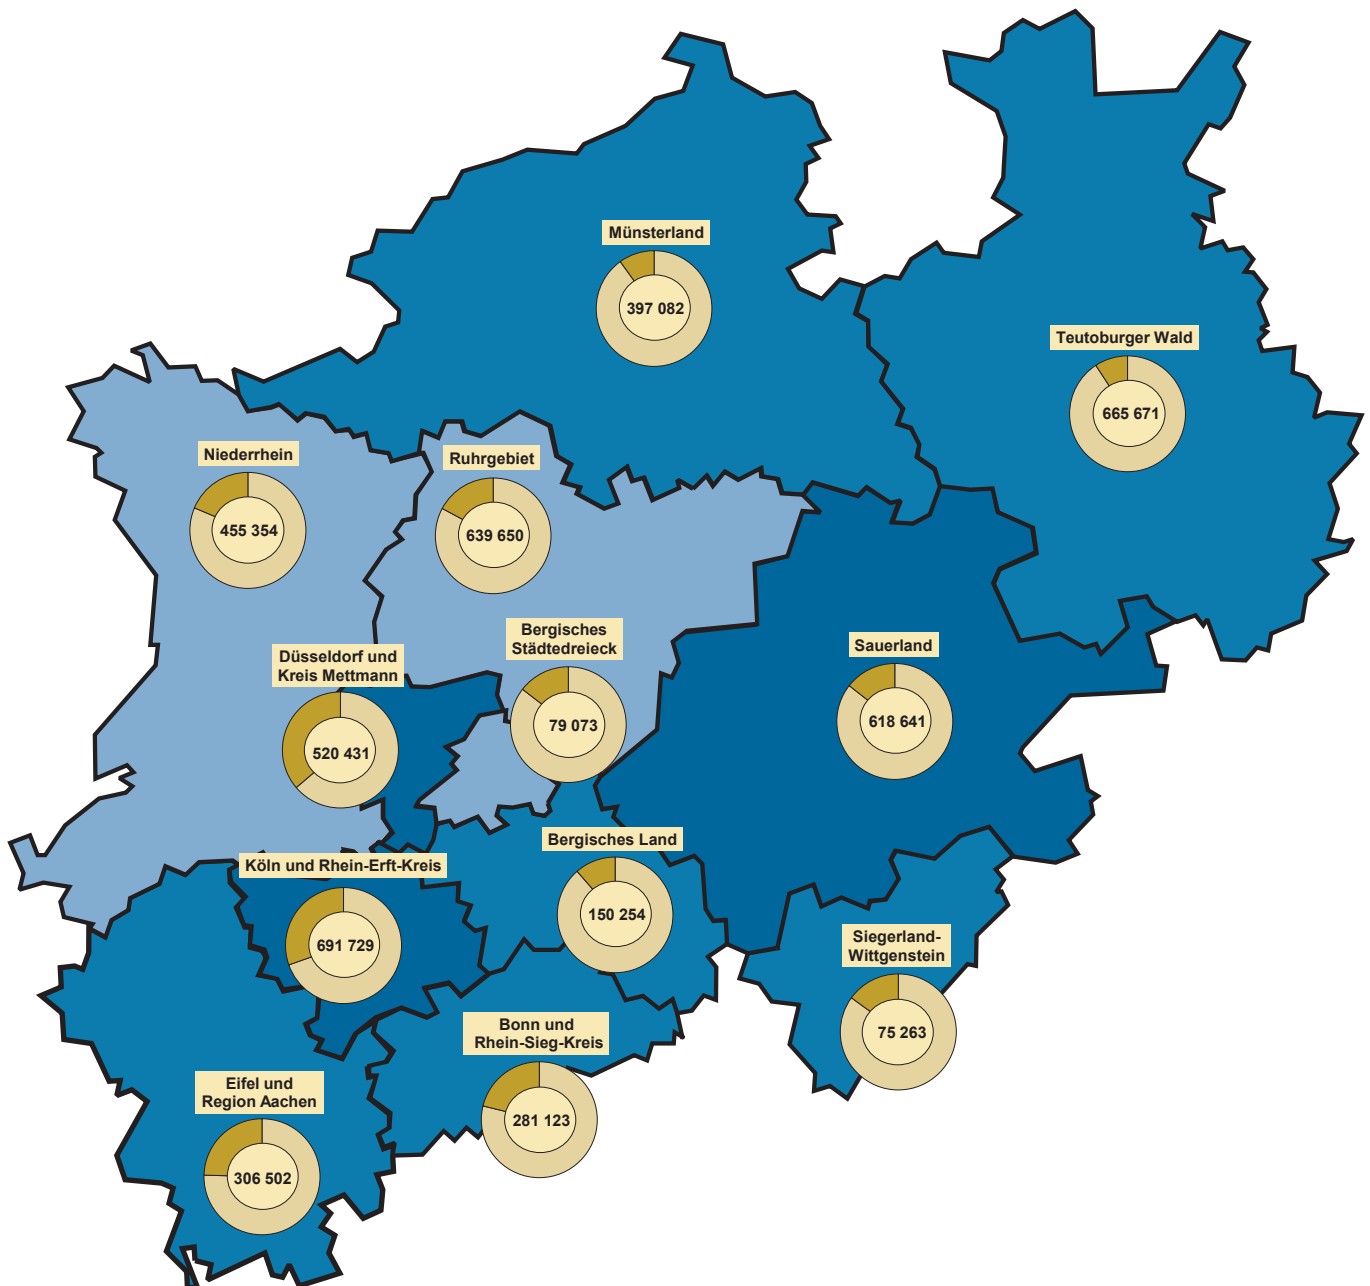 Münsterland
397 082
Teutoburger Wald
665 671
Niederrhein
455 354
Ruhrgebiet
639 650
Bergisches
Städtedreieck
79 073
Düsseldorf und
Kreis Mettmann
520 431
Sauerland
618 641
Bergisches Land
150 254
Köln und Rhein-Erft-Kreis
691 729
Siegerland-
Wittgenstein
75 263
Bonn und
Rhein-Sieg-Kreis
281 123
Eifel und
Region Aachen
306 502